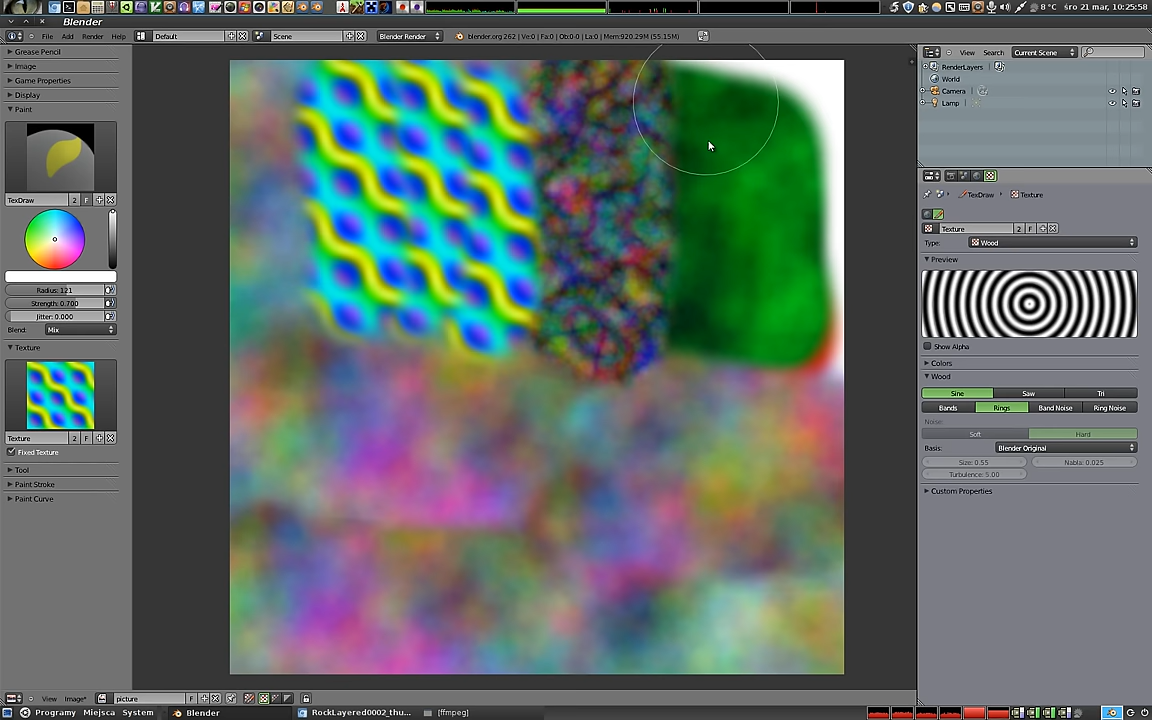 8 °C śro 21 mar, 10:25:58
Blender
File Add Render Help Default Scene Blender Render blender.org 262 | Ve:0 | Fa:0 | Ob:0-0 | La:0 | Mem:920.29M (55.15M)
Grease Pencil
Image
Game Properties
Display
Paint
TexDraw 2 F
Radius: 121
Strength: 0.700
Jitter: 0.000
Blend: Mix
Texture
Texture 2 F
Fixed Texture
Tool
Paint Stroke
Paint Curve
View Search Current Scene
RenderLayers
World
Camera
Lamp
TexDraw Texture
Texture 2 F
Type: Wood
Preview
Show Alpha
Colors
Wood
Sine Saw Tri
Bands Rings Band Noise Ring Noise
Noise:
Soft Hard
Basis: Blender Original
Size: 0.55 Nabla: 0.025
Turbulence: 5.00
Custom Properties
View Image* picture F
Programy Miejsca System Blender RockLayered0002_thu... [ffmpeg]